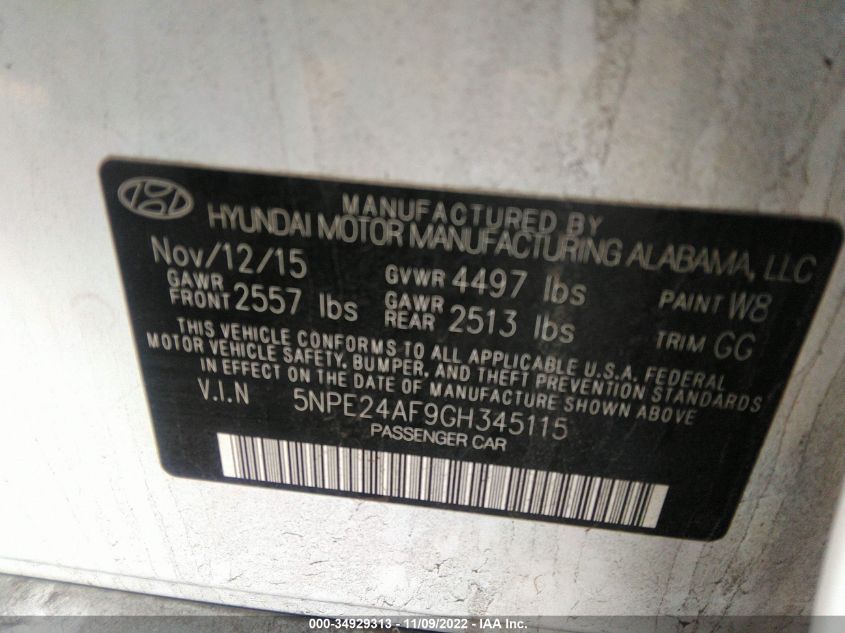 MANUFACTURED BY
HYUNDAI MOTOR MANUFACTURING ALABAMA, LLC
Nov/12/15 GVWR 4497 lbs PAINT W8
GAWR FRONT 2557 lbs GAWR REAR 2513 lbs TRIM GG
THIS VEHICLE CONFORMS TO ALL APPLICABLE U.S.A. FEDERAL
MOTOR VEHICLE SAFETY, BUMPER, AND THEFT PREVENTION STANDARDS
IN EFFECT ON THE DATE OF MANUFACTURE SHOWN ABOVE
V.I.N 5NPE24AF9GH345115
PASSENGER CAR
000-34929313 - 11/09/2022 - IAAI.com